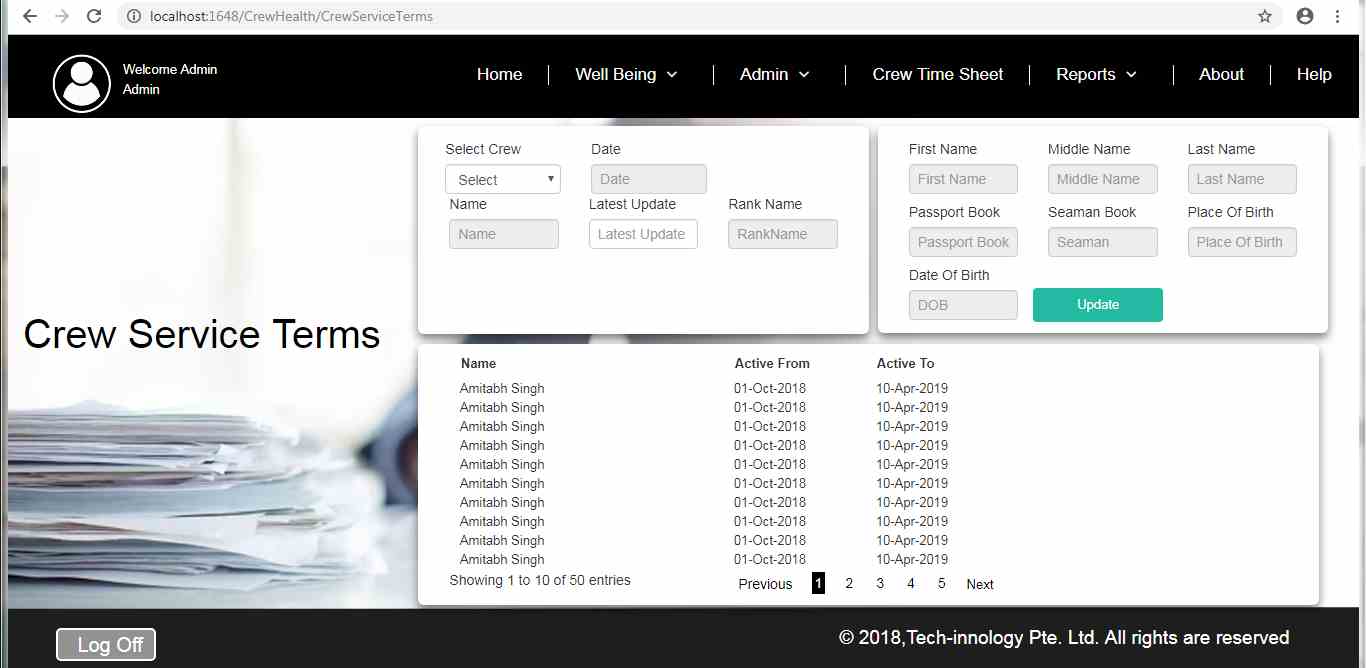 localhost:1648/CrewHealth/CrewServiceTerms
Welcome Admin
Admin
Home Well Being Admin Crew Time Sheet Reports About Help
Select Crew Date
Select Date
Name Latest Update Rank Name
Name Latest Update RankName
First Name Middle Name Last Name
First Name Middle Name Last Name
Passport Book Seaman Book Place Of Birth
Passport Book Seaman Place Of Birth
Date Of Birth
DOB Update
Crew Service Terms
Name Active From Active To
Amitabh Singh 01-Oct-2018 10-Apr-2019
Amitabh Singh 01-Oct-2018 10-Apr-2019
Amitabh Singh 01-Oct-2018 10-Apr-2019
Amitabh Singh 01-Oct-2018 10-Apr-2019
Amitabh Singh 01-Oct-2018 10-Apr-2019
Amitabh Singh 01-Oct-2018 10-Apr-2019
Amitabh Singh 01-Oct-2018 10-Apr-2019
Amitabh Singh 01-Oct-2018 10-Apr-2019
Amitabh Singh 01-Oct-2018 10-Apr-2019
Amitabh Singh 01-Oct-2018 10-Apr-2019
Showing 1 to 10 of 50 entries Previous 1 2 3 4 5 Next
Log Off © 2018,Tech-innology Pte. Ltd. All rights are reserved